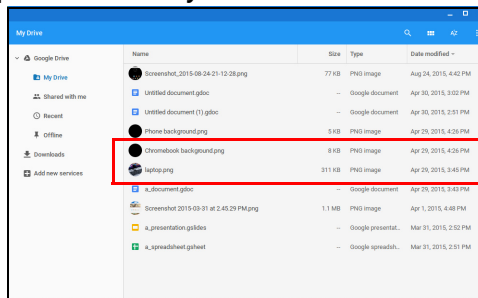 My Drive
Google Drive
My Drive
Shared with me
Recent
Offline
Downloads
Add new services
Name Size Type Date modified
Screenshot_2015-08-24-21-12-28.png 77 KB PNG image Aug 24, 2015, 4:42 PM
Untitled document.gdoc -- Google document Apr 30, 2015, 3:02 PM
Untitled document (1).gdoc -- Google document Apr 30, 2015, 2:51 PM
Phone background.png 5 KB PNG image Apr 29, 2015, 4:26 PM
Chromebook background.png 8 KB PNG image Apr 29, 2015, 4:26 PM
laptop.png 311 KB PNG image Apr 29, 2015, 3:45 PM
a_document.gdoc -- Google document Apr 29, 2015, 3:43 PM
Screenshot 2015-03-31 at 2.45.29 PM.png 1.1 MB PNG image Apr 1, 2015, 4:48 PM
a_presentation.gslides -- Google presentat... Mar 31, 2015, 2:52 PM
a_spreadsheet.gsheet -- Google spreadsh... Mar 31, 2015, 2:51 PM